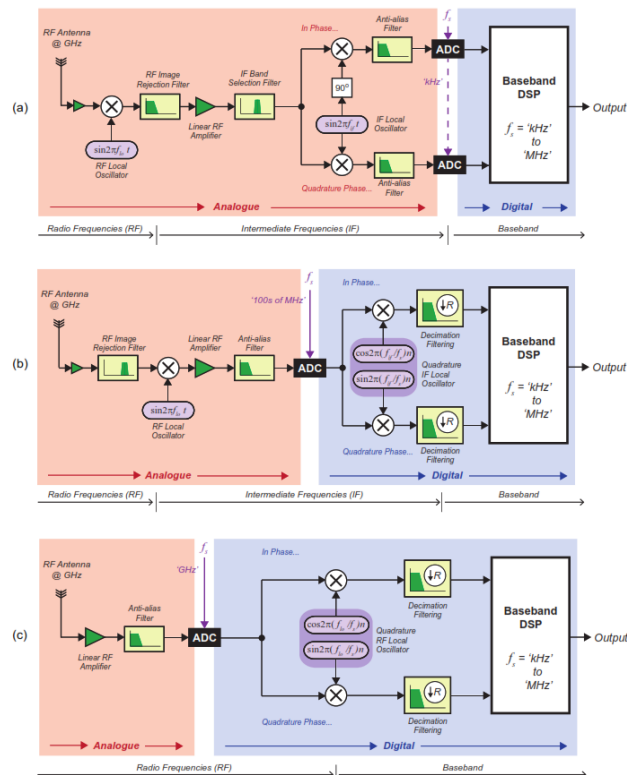 (a)
RF Antenna
@ GHz
RF Image
Rejection Filter
IF Band
Selection Filter
Linear RF
Amplifier
sin2πf_lo t
RF Local
Oscillator
In Phase...
Anti-alias
Filter
f_s
ADC
90°
'kHz'
sin2πf_if t
IF Local
Oscillator
ADC
Quadrature Phase...
Anti-alias
Filter
Baseband
DSP
f_s = 'kHz'
to
'MHz'
Output
Analogue
Digital
Radio Frequencies (RF)
Intermediate Frequencies (IF)
Baseband
(b)
RF Antenna
@ GHz
RF Image
Rejection Filter
Linear RF
Amplifier
Anti-alias
Filter
sin2πf_lo t
RF Local
Oscillator
f_s
'100s of MHz'
ADC
In Phase...
↓R
Decimation
Filtering
cos2π(f_if/f_s)n
sin2π(f_if/f_s)n
Quadrature
IF Local
Oscillator
↓R
Quadrature Phase...
Decimation
Filtering
Baseband
DSP
f_s = 'kHz'
to
'MHz'
Output
Analogue
Digital
Radio Frequencies (RF)
Intermediate Frequencies (IF)
Baseband
(c)
RF Antenna
@ GHz
Anti-alias
Filter
Linear RF
Amplifier
f_s
'GHz'
ADC
In Phase...
↓R
Decimation
Filtering
cos2π(f_lo/f_s)n
sin2π(f_lo/f_s)n
Quadrature
RF Local
Oscillator
↓R
Quadrature Phase...
Decimation
Filtering
Baseband
DSP
f_s = 'kHz'
to
'MHz'
Output
Analogue
Digital
Radio Frequencies (RF)
Baseband